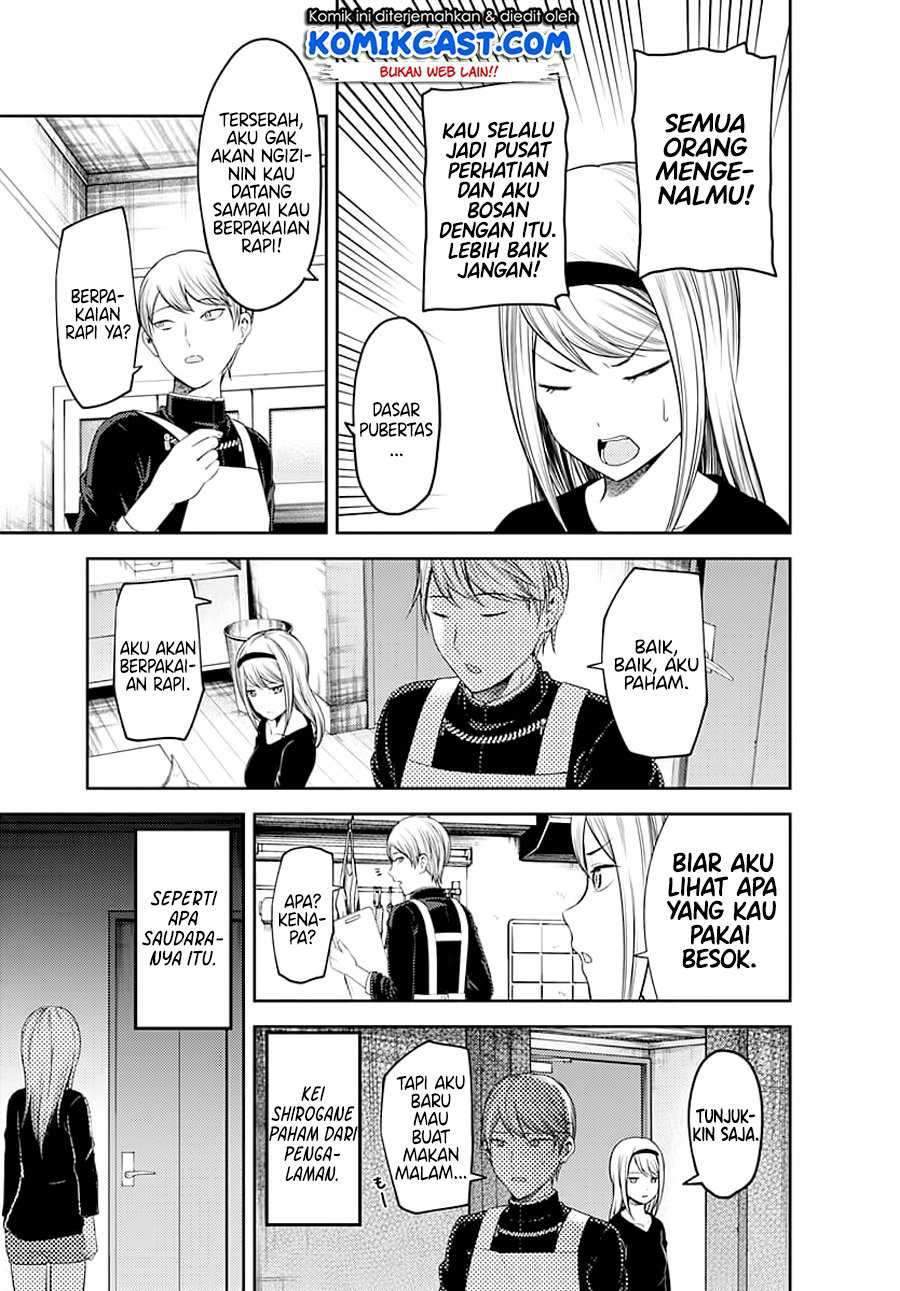 Komik ini diterjemahkan & diedit oleh
KOMIKCAST.COM
BUKAN WEB LAIN!!
SEMUA
ORANG
MENGE-
NALMU!
KAU SELALU
JADI PUSAT
PERHATIAN
DAN AKU
BOSAN
DENGAN ITU.
LEBIH BAIK
JANGAN!
DASAR
PUBERTAS
...
TERSERAH,
AKU GAK
AKAN NGIZI-
NIN KAU
DATANG
SAMPAI KAU
BERPAKAIAN
RAPI!
BERPA-
KAIAN
RAPI YA?
BAIK,
BAIK, AKU
PAHAM.
AKU AKAN
BERPAKAI-
AN RAPI.
BIAR AKU
LIHAT APA
YANG KAU
PAKAI
BESOK.
APA?
KENA-
PA?
TUNJUK-
KIN SAJA.
TAPI AKU
BARU
MAU
BUAT
MAKAN
MALAM...
もー
KEI
SHIROGANE
PAHAM DARI
PENGA-
LAMAN
SEPERTI
APA
SAUDARA-
NYA ITU.